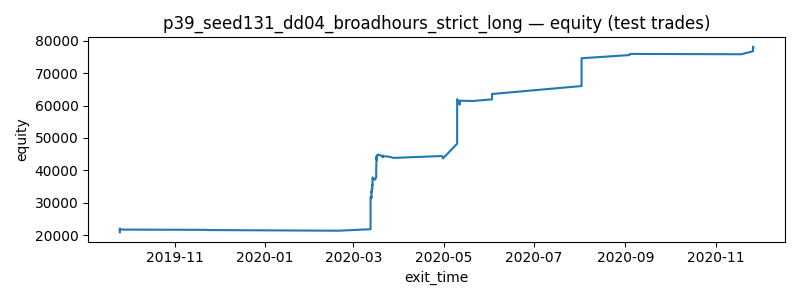 p39_seed131_dd04_broadhours_strict_long — equity (test trades)
80000
70000
60000
50000
40000
30000
20000
equity
2019-11 2020-01 2020-03 2020-05 2020-07 2020-09 2020-11
exit_time